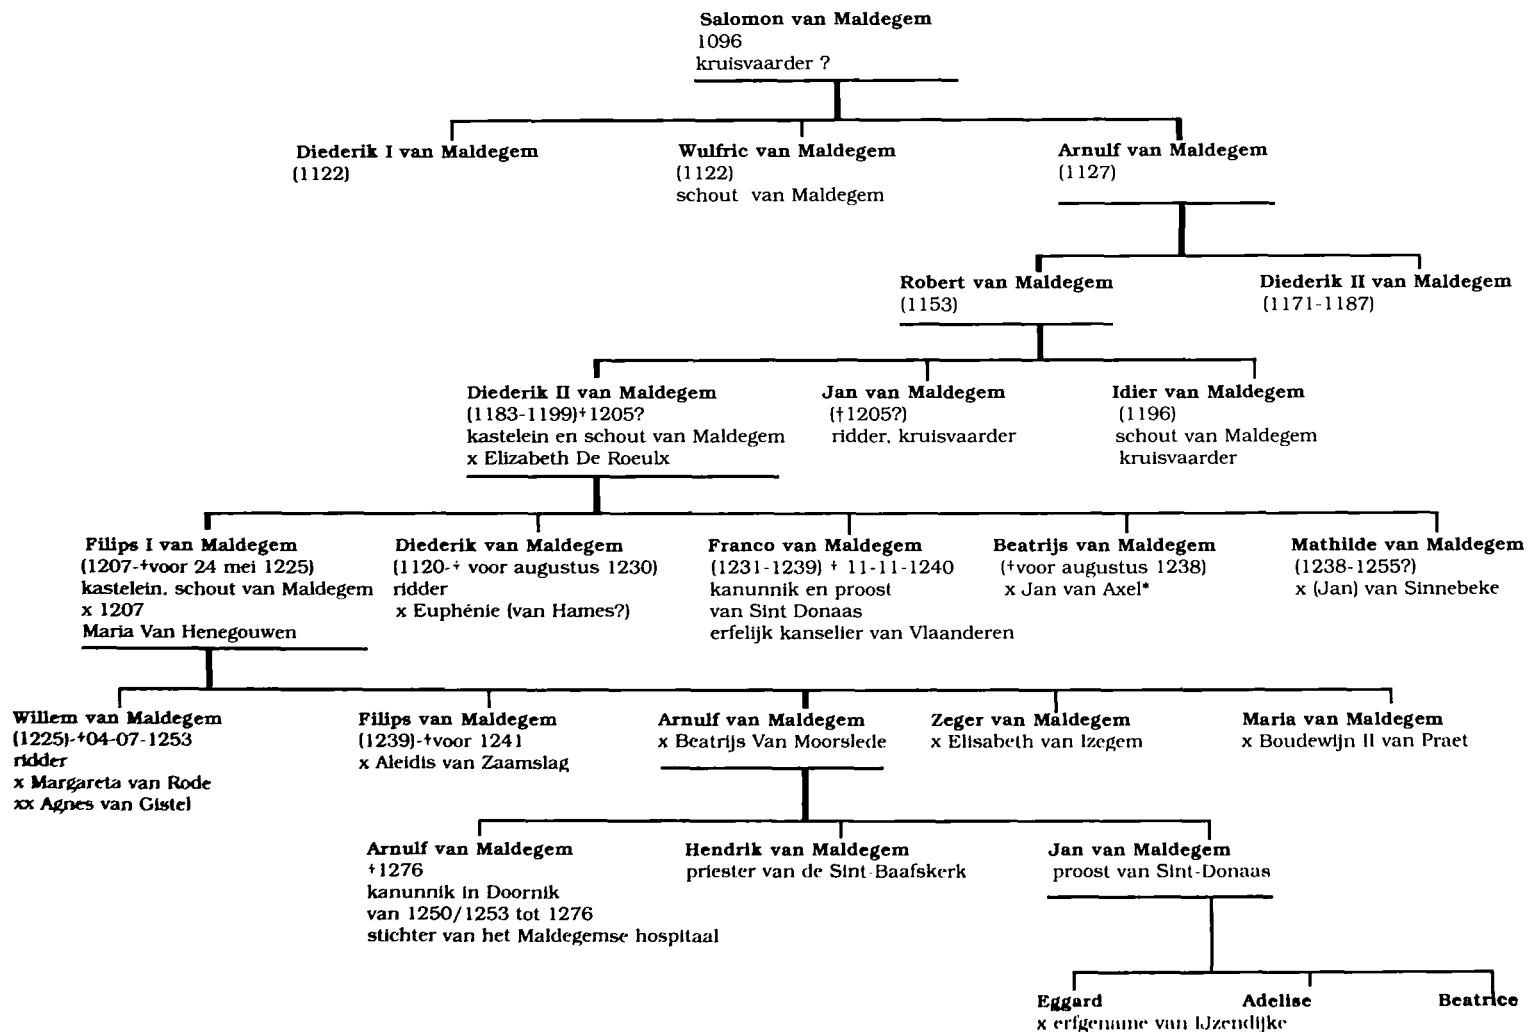 Salomon van Maldegem
1096
kruisvaarder ?
Diederik I van Maldegem
(1122)
Wulfric van Maldegem
(1122)
schout van Maldegem
Arnulf van Maldegem
(1127)
Robert van Maldegem
(1153)
Diederik II van Maldegem
(1171-1187)
Diederik II van Maldegem
(1183-1199)†1205?
kastelein en schout van Maldegem
x Elizabeth De Roeulx
Jan van Maldegem
(†1205?)
ridder, kruisvaarder
Idier van Maldegem
(1196)
schout van Maldegem
kruisvaarder
Filips I van Maldegem
(1207-†voor 24 mei 1225)
kastelein, schout van Maldegem
x 1207
Maria Van Henegouwen
Diederik van Maldegem
(1120-† voor augustus 1230)
ridder
x Euphénie (van Hames?)
Franco van Maldegem
(1231-1239) † 11-11-1240
kanunnik en proost
van Sint Donaas
erfelijk kanselier van Vlaanderen
Beatrijs van Maldegem
(†voor augustus 1238)
x Jan van Axel*
Mathilde van Maldegem
(1238-1255?)
x (Jan) van Sinnebeke
Willem van Maldegem
(1225)-†04-07-1253
ridder
x Margareta van Rode
xx Agnes van Gistel
Filips van Maldegem
(1239)-†voor 1241
x Aleidis van Zaamslag
Arnulf van Maldegem
x Beatrijs Van Moorslede
Zeger van Maldegem
x Elisabeth van Izegem
Maria van Maldegem
x Boudewijn II van Praet
Arnulf van Maldegem
†1276
kanunnik in Doornik
van 1250/1253 tot 1276
stichter van het Maldegemse hospitaal
Hendrik van Maldegem
priester van de Sint-Baafskerk
Jan van Maldegem
proost van Sint-Donaas
Eggard
x erfgename van IJzendijke
Adelise
Beatrice